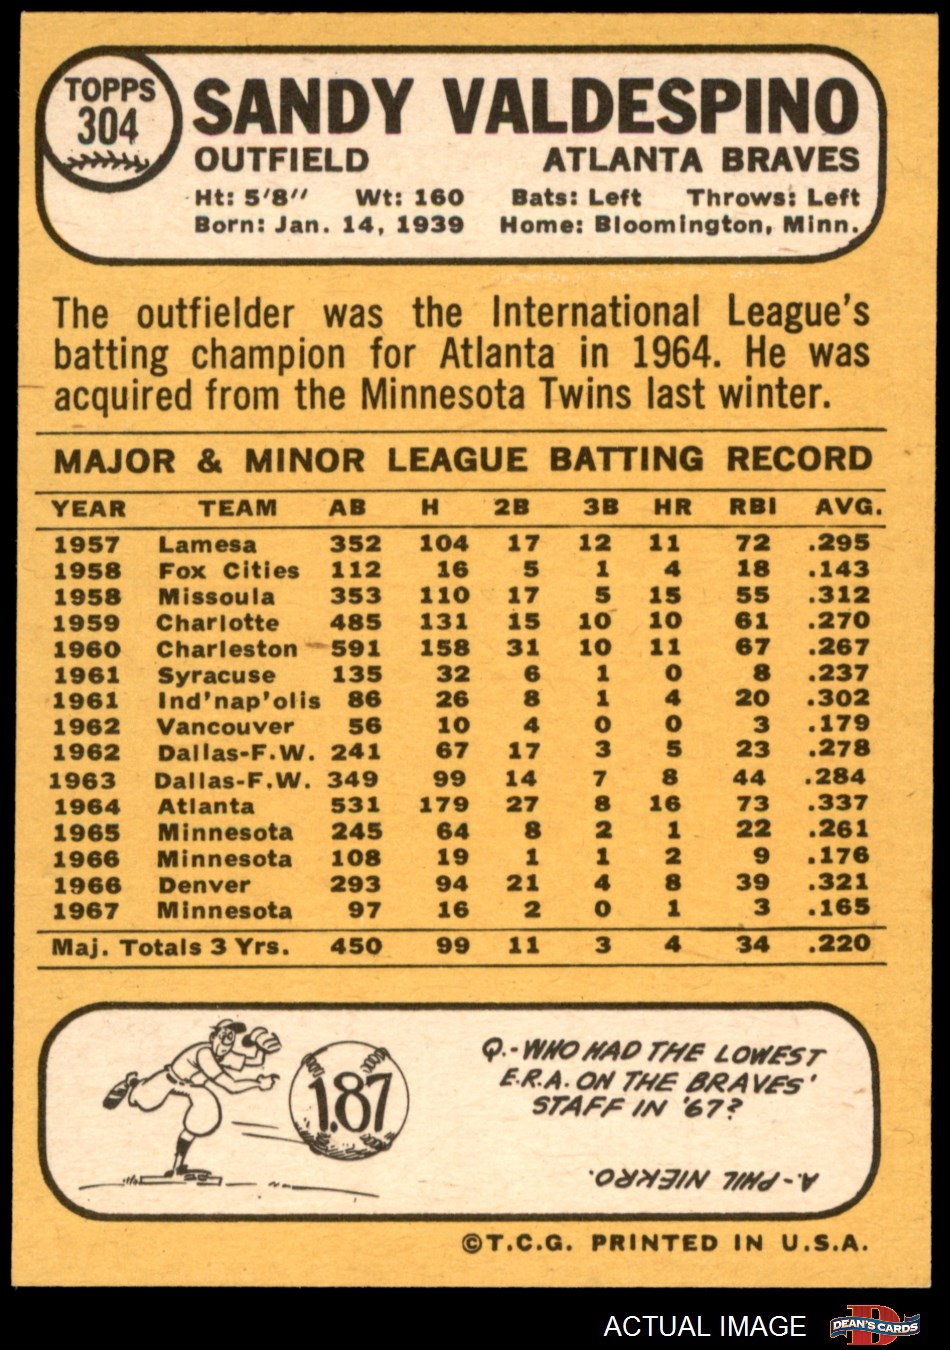 TOPPS
304
SANDY VALDESPINO
OUTFIELD ATLANTA BRAVES
Ht: 5'8" Wt: 160 Bats: Left Throws: Left
Born: Jan. 14, 1939 Home: Bloomington, Minn.
The outfielder was the International League's
batting champion for Atlanta in 1964. He was
acquired from the Minnesota Twins last winter.
MAJOR & MINOR LEAGUE BATTING RECORD
YEAR TEAM AB H 2B 3B HR RBI AVG.
1957 Lamesa 352 104 17 12 11 72 .295
1958 Fox Cities 112 16 5 1 4 18 .143
1958 Missoula 353 110 17 5 15 55 .312
1959 Charlotte 485 131 15 10 10 61 .270
1960 Charleston 591 158 31 10 11 67 .267
1961 Syracuse 135 32 6 1 0 8 .237
1961 Ind'nap'olis 86 26 8 1 4 20 .302
1962 Vancouver 56 10 4 0 0 3 .179
1962 Dallas-F.W. 241 67 17 3 5 23 .278
1963 Dallas-F.W. 349 99 14 7 8 44 .284
1964 Atlanta 531 179 27 8 16 73 .337
1965 Minnesota 245 64 8 2 1 22 .261
1966 Minnesota 108 19 1 1 2 9 .176
1966 Denver 293 94 21 4 8 39 .321
1967 Minnesota 97 16 2 0 1 3 .165
Maj. Totals 3 Yrs. 450 99 11 3 4 34 .220
1.87
Q.-WHO HAD THE LOWEST
E.R.A. ON THE BRAVES'
STAFF IN '67?
A.-PHIL NIEKRO.
©T.C.G. PRINTED IN U.S.A.
ACTUAL IMAGE
D
DEAN'S CARDS